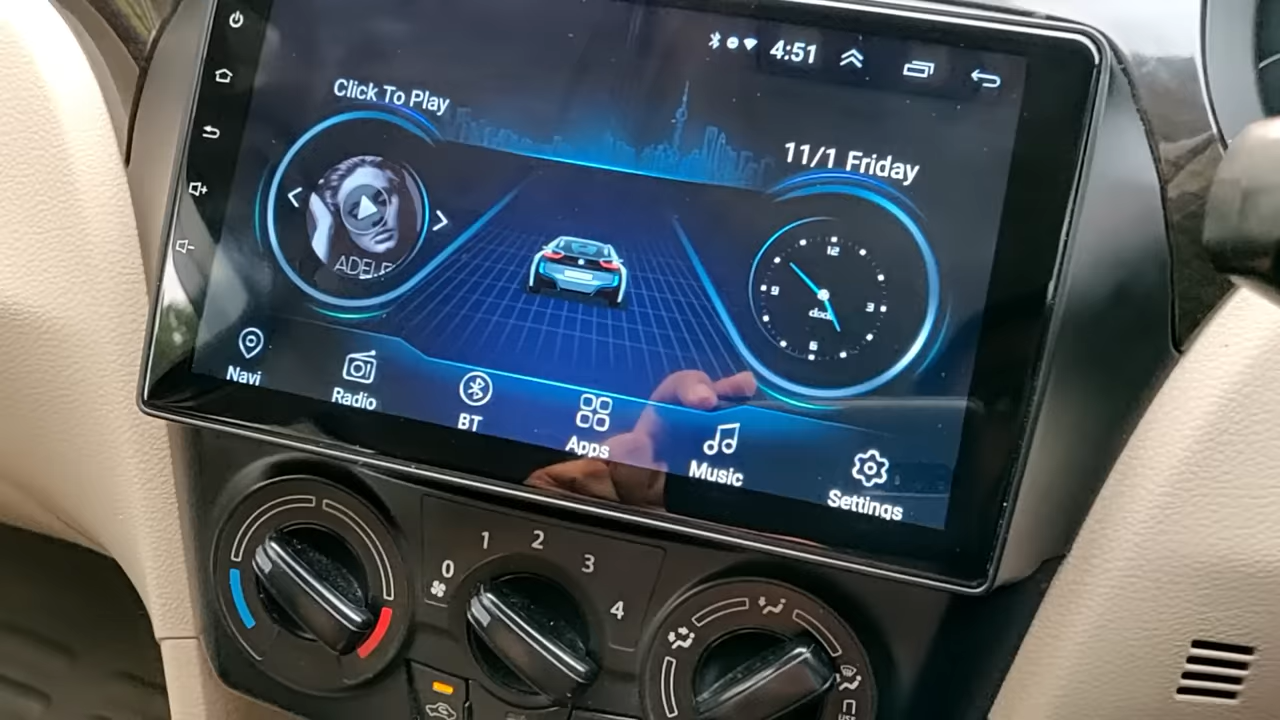 4:51
Click To Play
11/1 Friday
ADELE
12
9
3
6
Navi
Radio
BT
Apps
Music
Settings
0
1
2
3
4